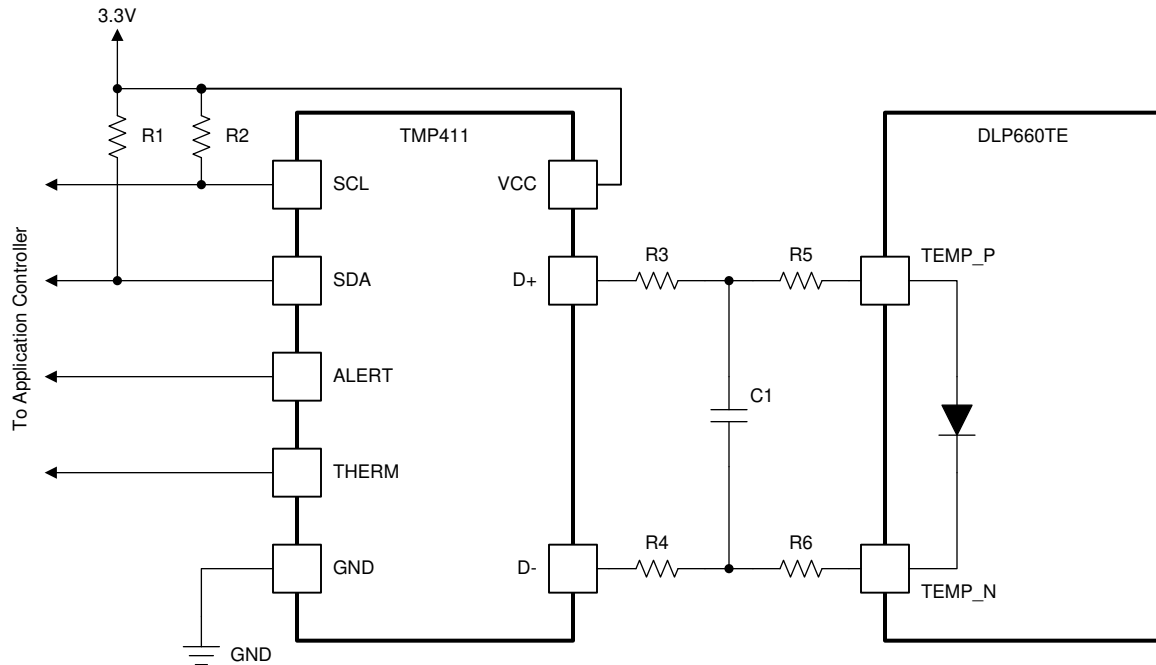 3.3V
R1
R2
TMP411
DLP660TE
SCL
VCC
R3
R5
TEMP_P
SDA
D+
To Application Controller
ALERT
C1
THERM
R4
R6
GND
D-
TEMP_N
GND